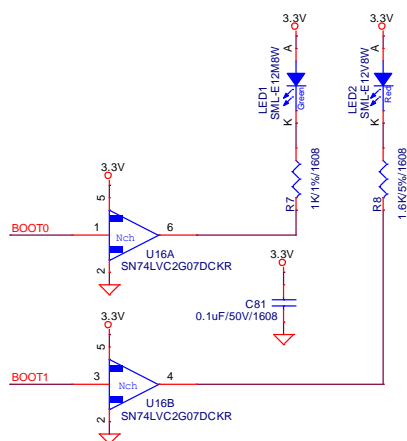 3.3V
3.3V
A
A
LED1
SML-E12M8W
Green
LED2
SML-E12V8W
Red
K
K
3.3V
5
R7
1K/1%/1608
R8
1.6K/5%/1608
BOOT0
1
Nch
6
2
U16A
SN74LVC2G07DCKR
3.3V
C81
0.1uF/50V/1608
3.3V
5
BOOT1
3
Nch
4
2
U16B
SN74LVC2G07DCKR